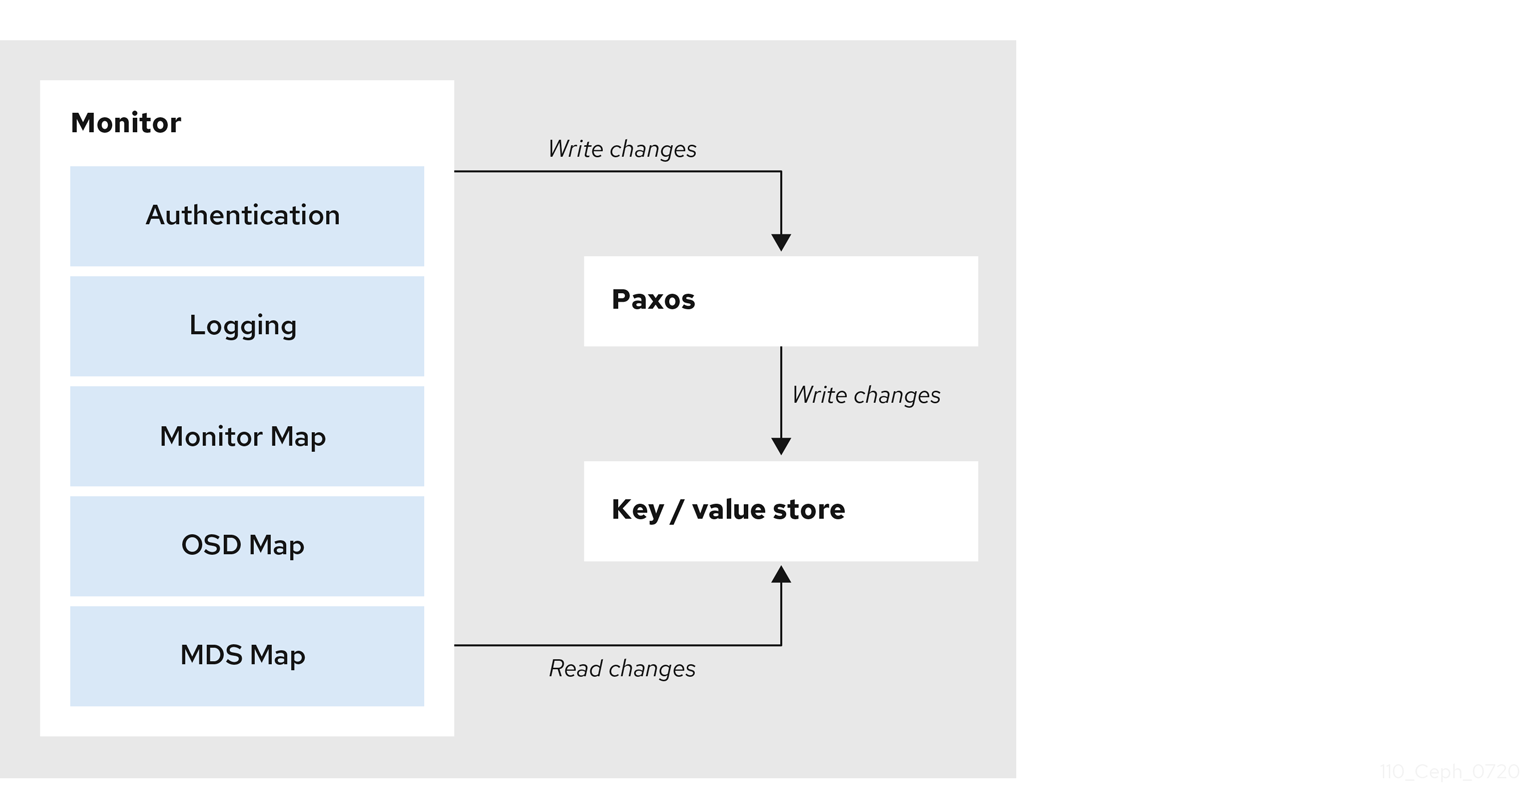 Monitor
Authentication
Logging
Monitor Map
OSD Map
MDS Map
Write changes
Paxos
Write changes
Key / value store
Read changes
110_Ceph_0720